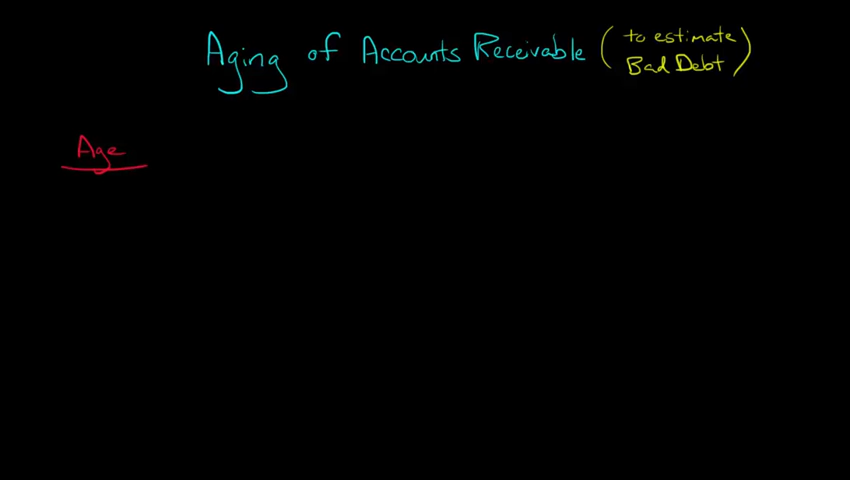 Aging of Accounts Receivable (to estimate
Bad Debt)
Age